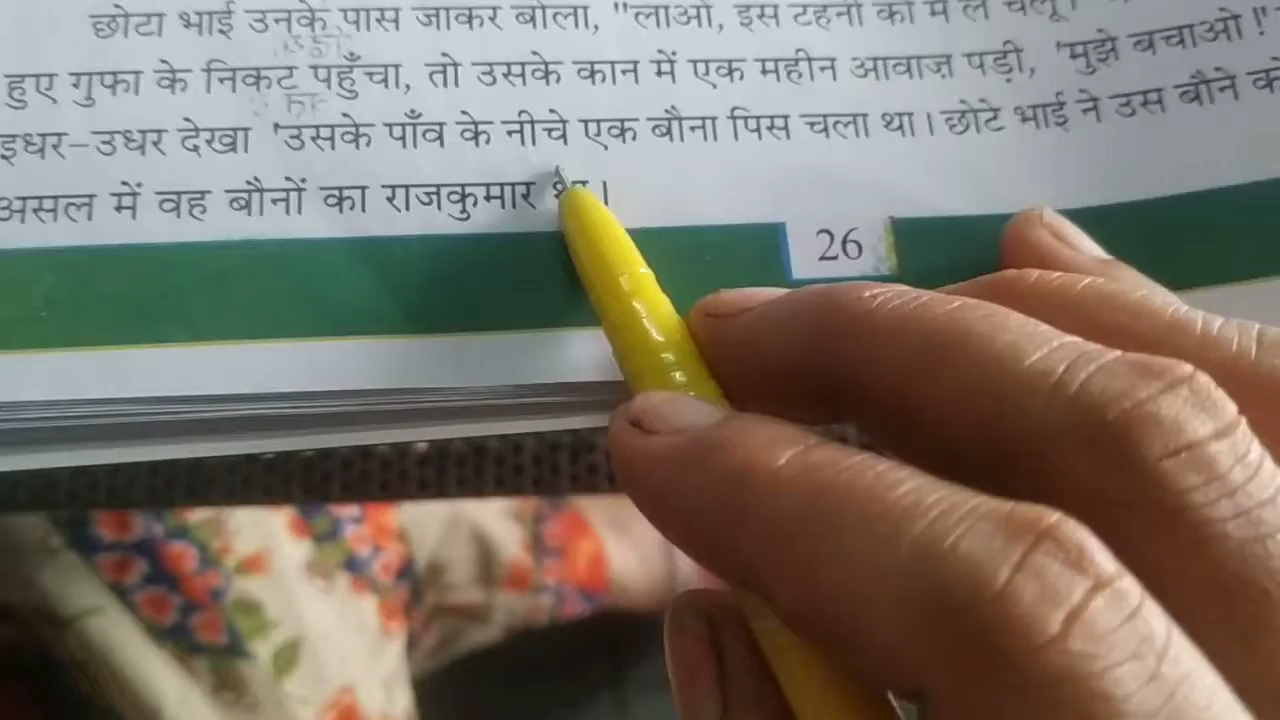 छोटा भाई उनके पास जाकर बोला, "लाओ, इस टहनी को मैं ले चलूँ।
हुए गुफा के निकट पहुँचा, तो उसके कान में एक महीन आवाज़ पड़ी, 'मुझे बचाओ!'
इधर-उधर देखा 'उसके पाँव के नीचे एक बौना पिस चला था। छोटे भाई ने उस बौने को
असल में वह बौनों का राजकुमार था।
26